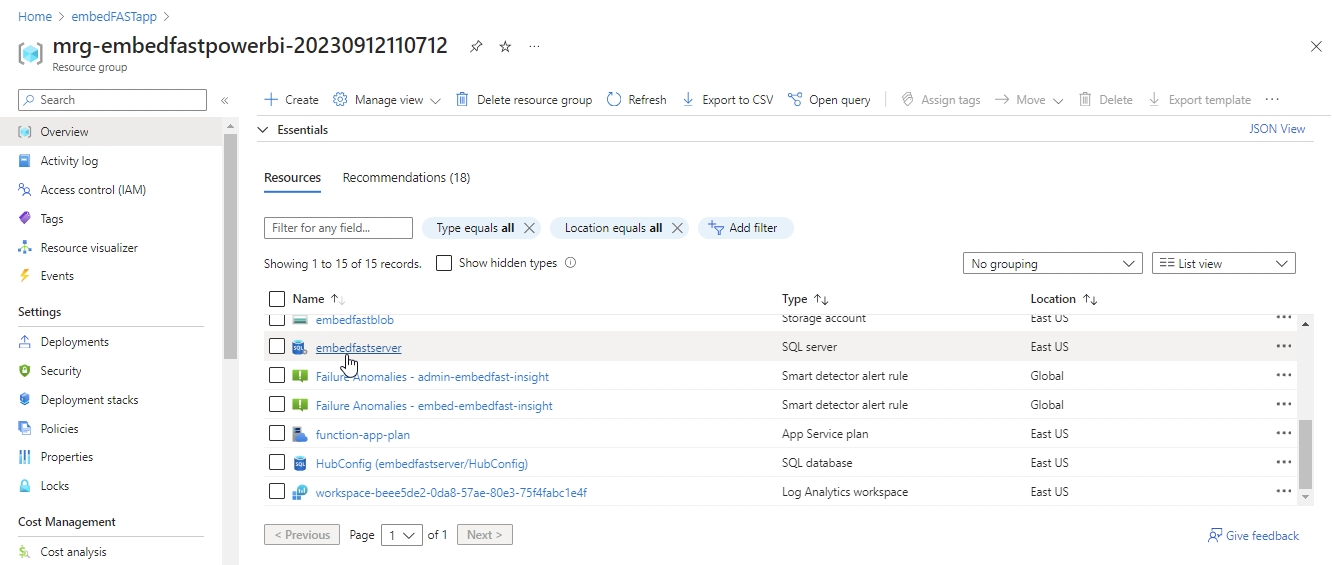 Home > embedFASTapp >
mrg-embedfastpowerbi-20230912110712
Resource group
Search
Overview
Activity log
Access control (IAM)
Tags
Resource visualizer
Events
Settings
Deployments
Security
Deployment stacks
Policies
Properties
Locks
Cost Management
Cost analysis
Create Manage view Delete resource group Refresh Export to CSV Open query Assign tags Move Delete Export template ...
Essentials JSON View
Resources Recommendations (18)
Filter for any field... Type equals all Location equals all Add filter
Showing 1 to 15 of 15 records. Show hidden types No grouping List view
Name Type Location
embedfastblob Storage account East US
embedfastserver SQL server East US
Failure Anomalies - admin-embedfast-insight Smart detector alert rule Global
Failure Anomalies - embed-embedfast-insight Smart detector alert rule Global
function-app-plan App Service plan East US
HubConfig (embedfastserver/HubConfig) SQL database East US
workspace-beee5de2-0da8-57ae-80e3-75f4fabc1e4f Log Analytics workspace East US
< Previous Page 1 of 1 Next > Give feedback